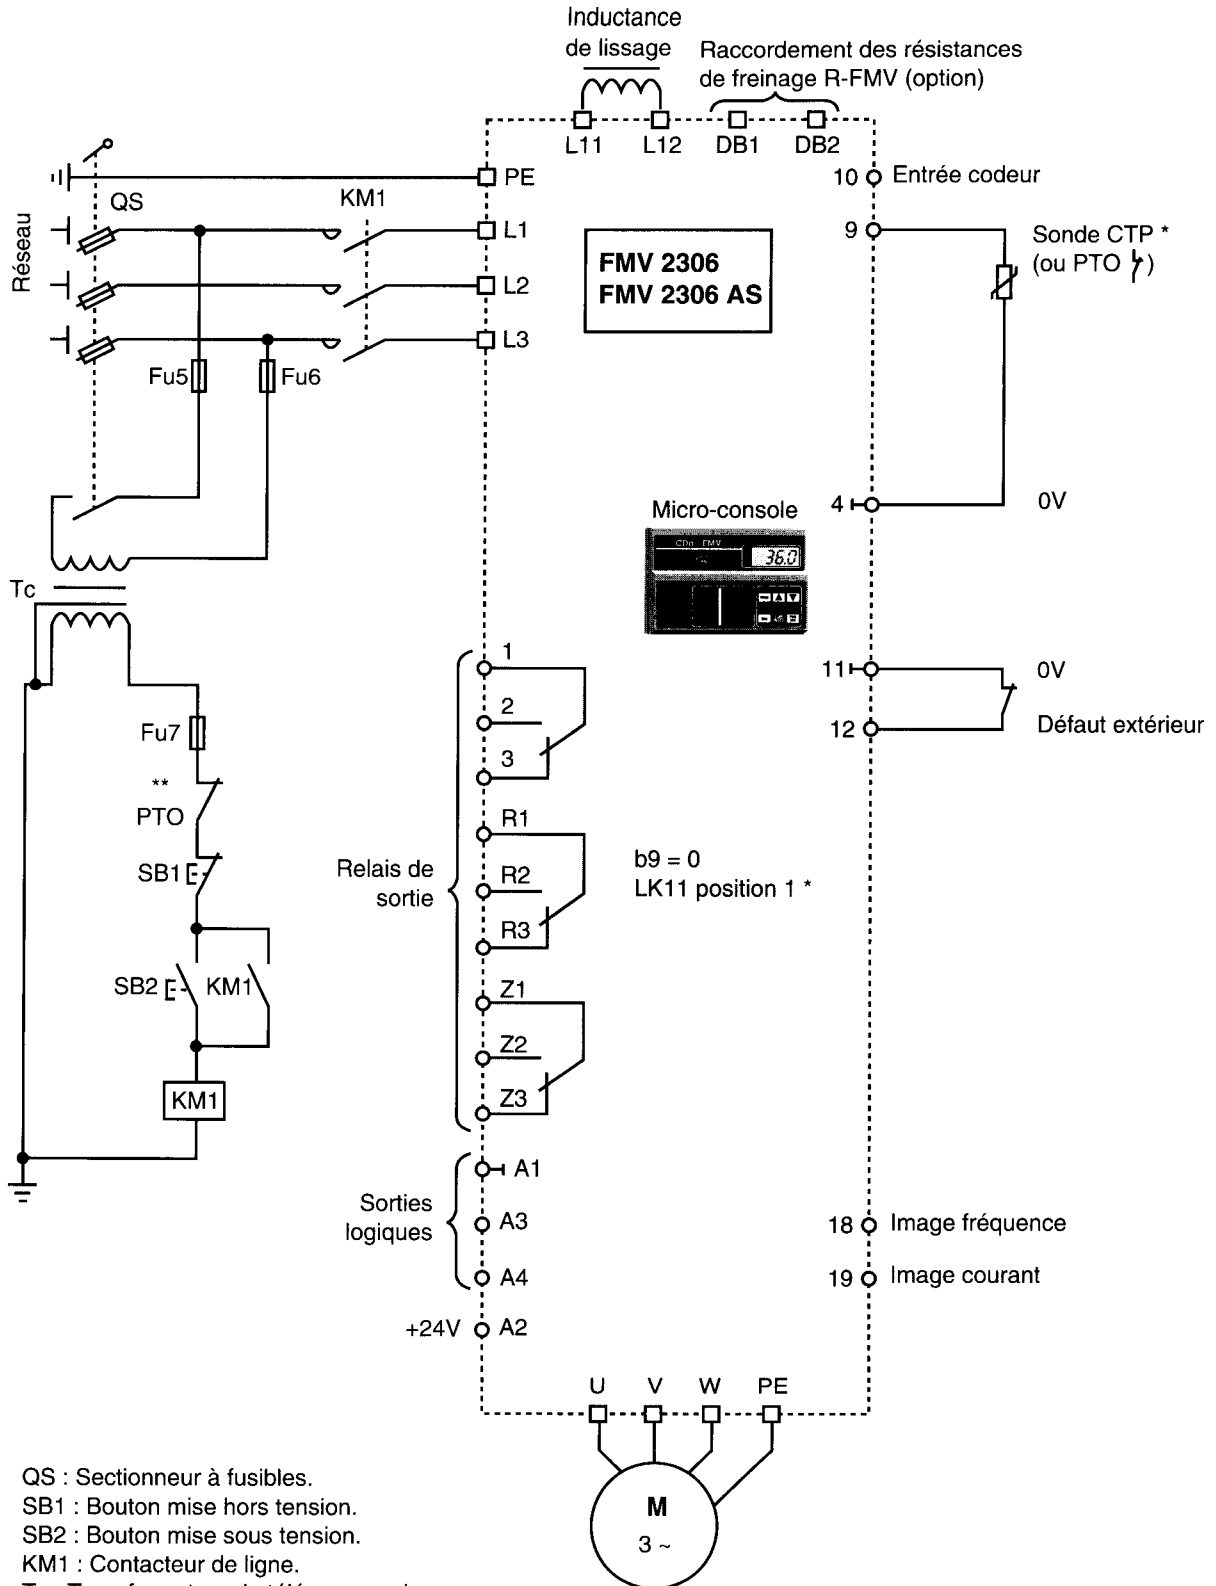 Inductance
de lissage
Raccordement des résistances
de freinage R-FMV (option)
L11
L12
DB1
DB2
PE
10
Entrée codeur
QS
KM1
Réseau
L1
9
Sonde CTP *
(ou PTO )
FMV 2306
FMV 2306 AS
L2
L3
Fu5
Fu6
Micro-console
4
0V
CDn FMV
36.0
Tc
1
11
0V
2
Fu7
12
Défaut extérieur
3
**
PTO
R1
SB1
Relais de
sortie
R2
b9 = 0
LK11 position 1 *
R3
SB2
KM1
Z1
Z2
KM1
Z3
A1
Sorties
logiques
A3
18
Image fréquence
A4
19
Image courant
+24V
A2
U
V
W
PE
M
3 ~
QS : Sectionneur à fusibles.
SB1 : Bouton mise hors tension.
SB2 : Bouton mise sous tension.
KM1 : Contacteur de ligne.